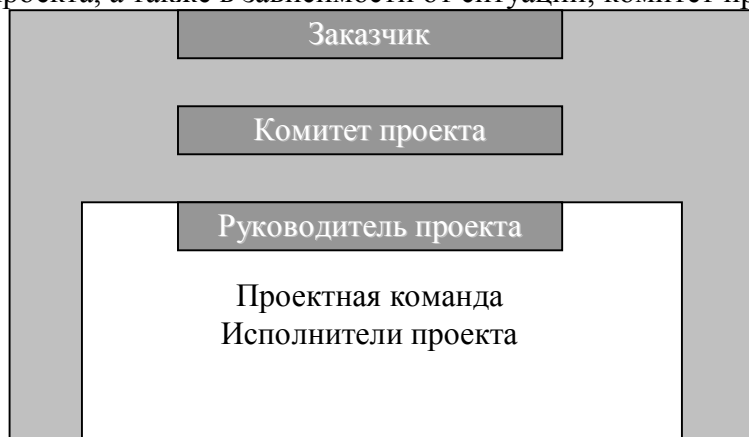 проекта, а также в зависимости от ситуации, комитет
Заказчик
Комитет проекта
Руководитель проекта
Проектная команда
Исполнители проекта